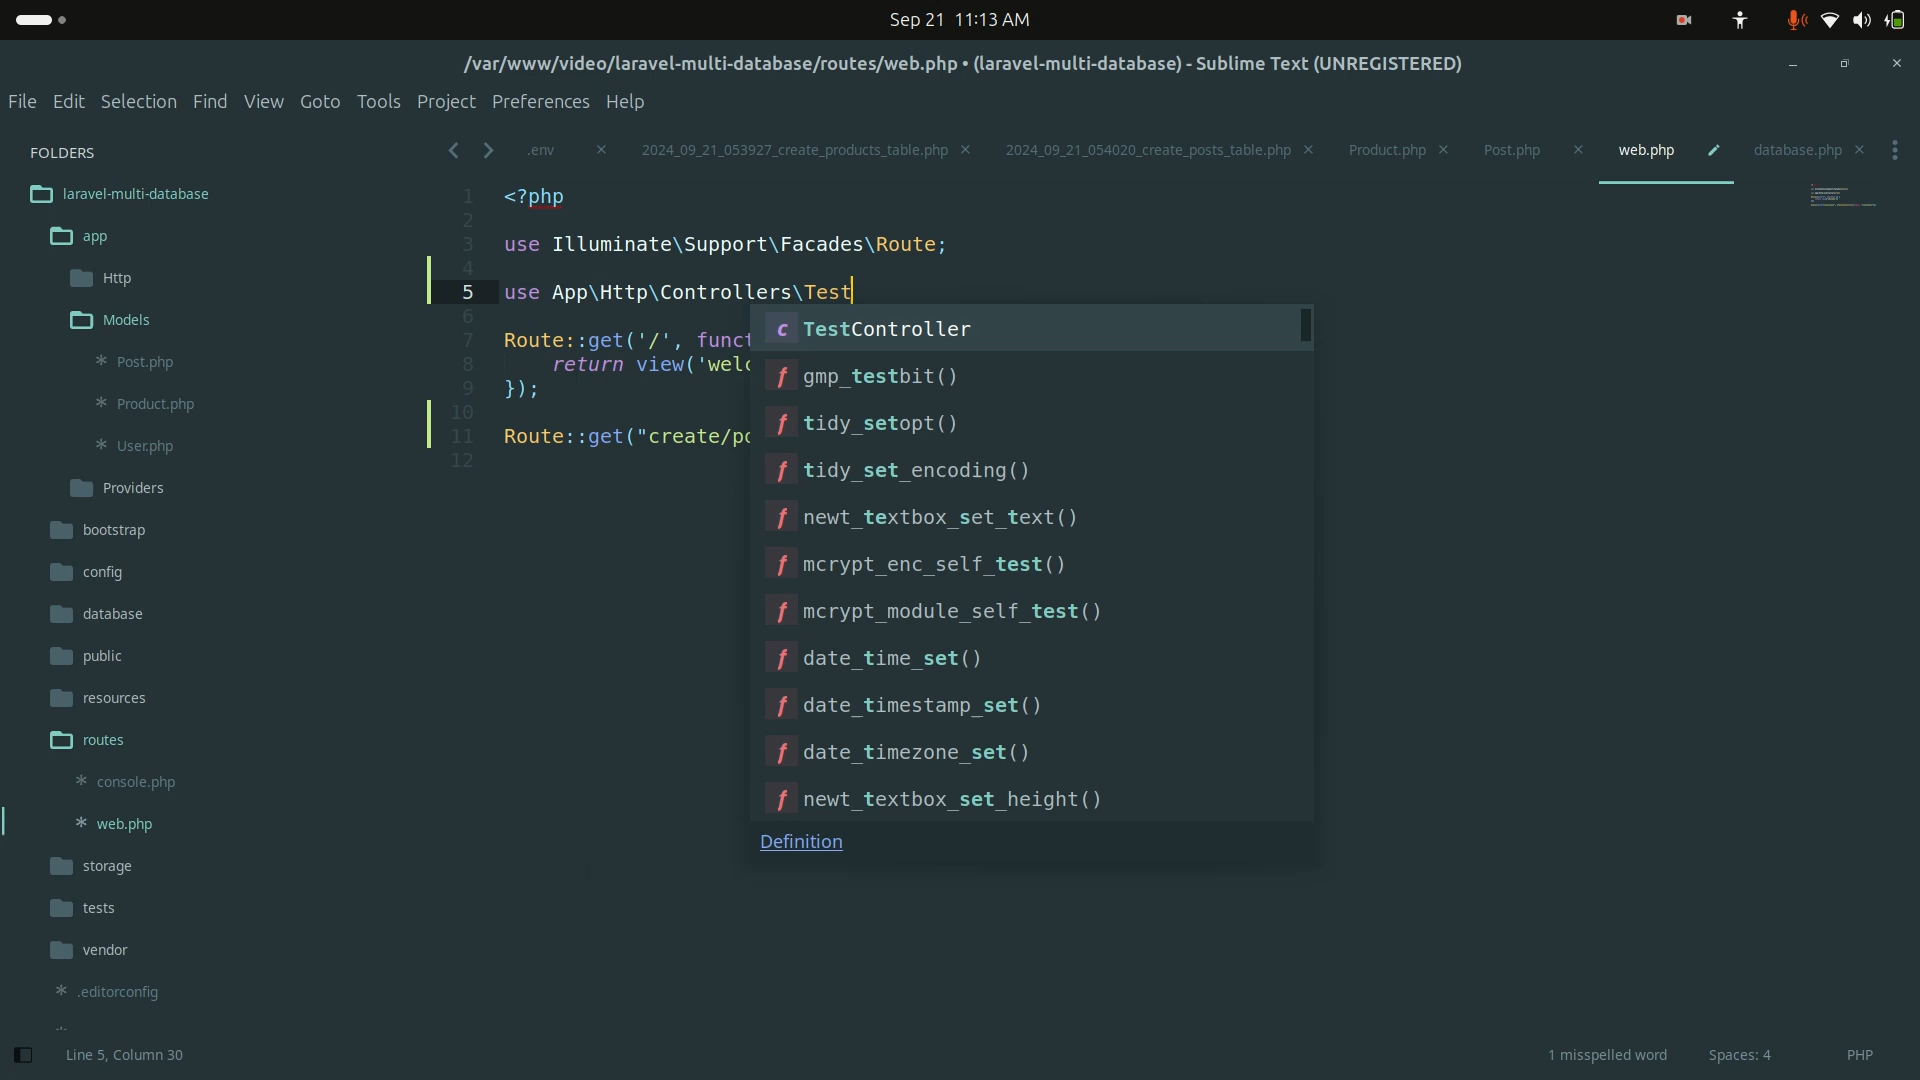 Sep 21 11:13 AM
/var/www/video/laravel-multi-database/routes/web.php • (laravel-multi-database) - Sublime Text (UNREGISTERED)
File Edit Selection Find View Goto Tools Project Preferences Help
FOLDERS
laravel-multi-database
app
Http
Models
Post.php
Product.php
User.php
Providers
bootstrap
config
database
public
resources
routes
console.php
web.php
storage
tests
vendor
.editorconfig
.env 2024_09_21_053927_create_products_table.php 2024_09_21_054020_create_posts_table.php Product.php Post.php web.php database.php
1 <?php
2
3 use Illuminate\Support\Facades\Route;
4
5 use App\Http\Controllers\Test
6
7 Route::get('/', funct
8 return view('welc
9 });
10
11 Route::get("create/po
12
c TestController
f gmp_testbit()
f tidy_setopt()
f tidy_set_encoding()
f newt_textbox_set_text()
f mcrypt_enc_self_test()
f mcrypt_module_self_test()
f date_time_set()
f date_timestamp_set()
f date_timezone_set()
f newt_textbox_set_height()
Definition
Line 5, Column 30 1 misspelled word Spaces: 4 PHP